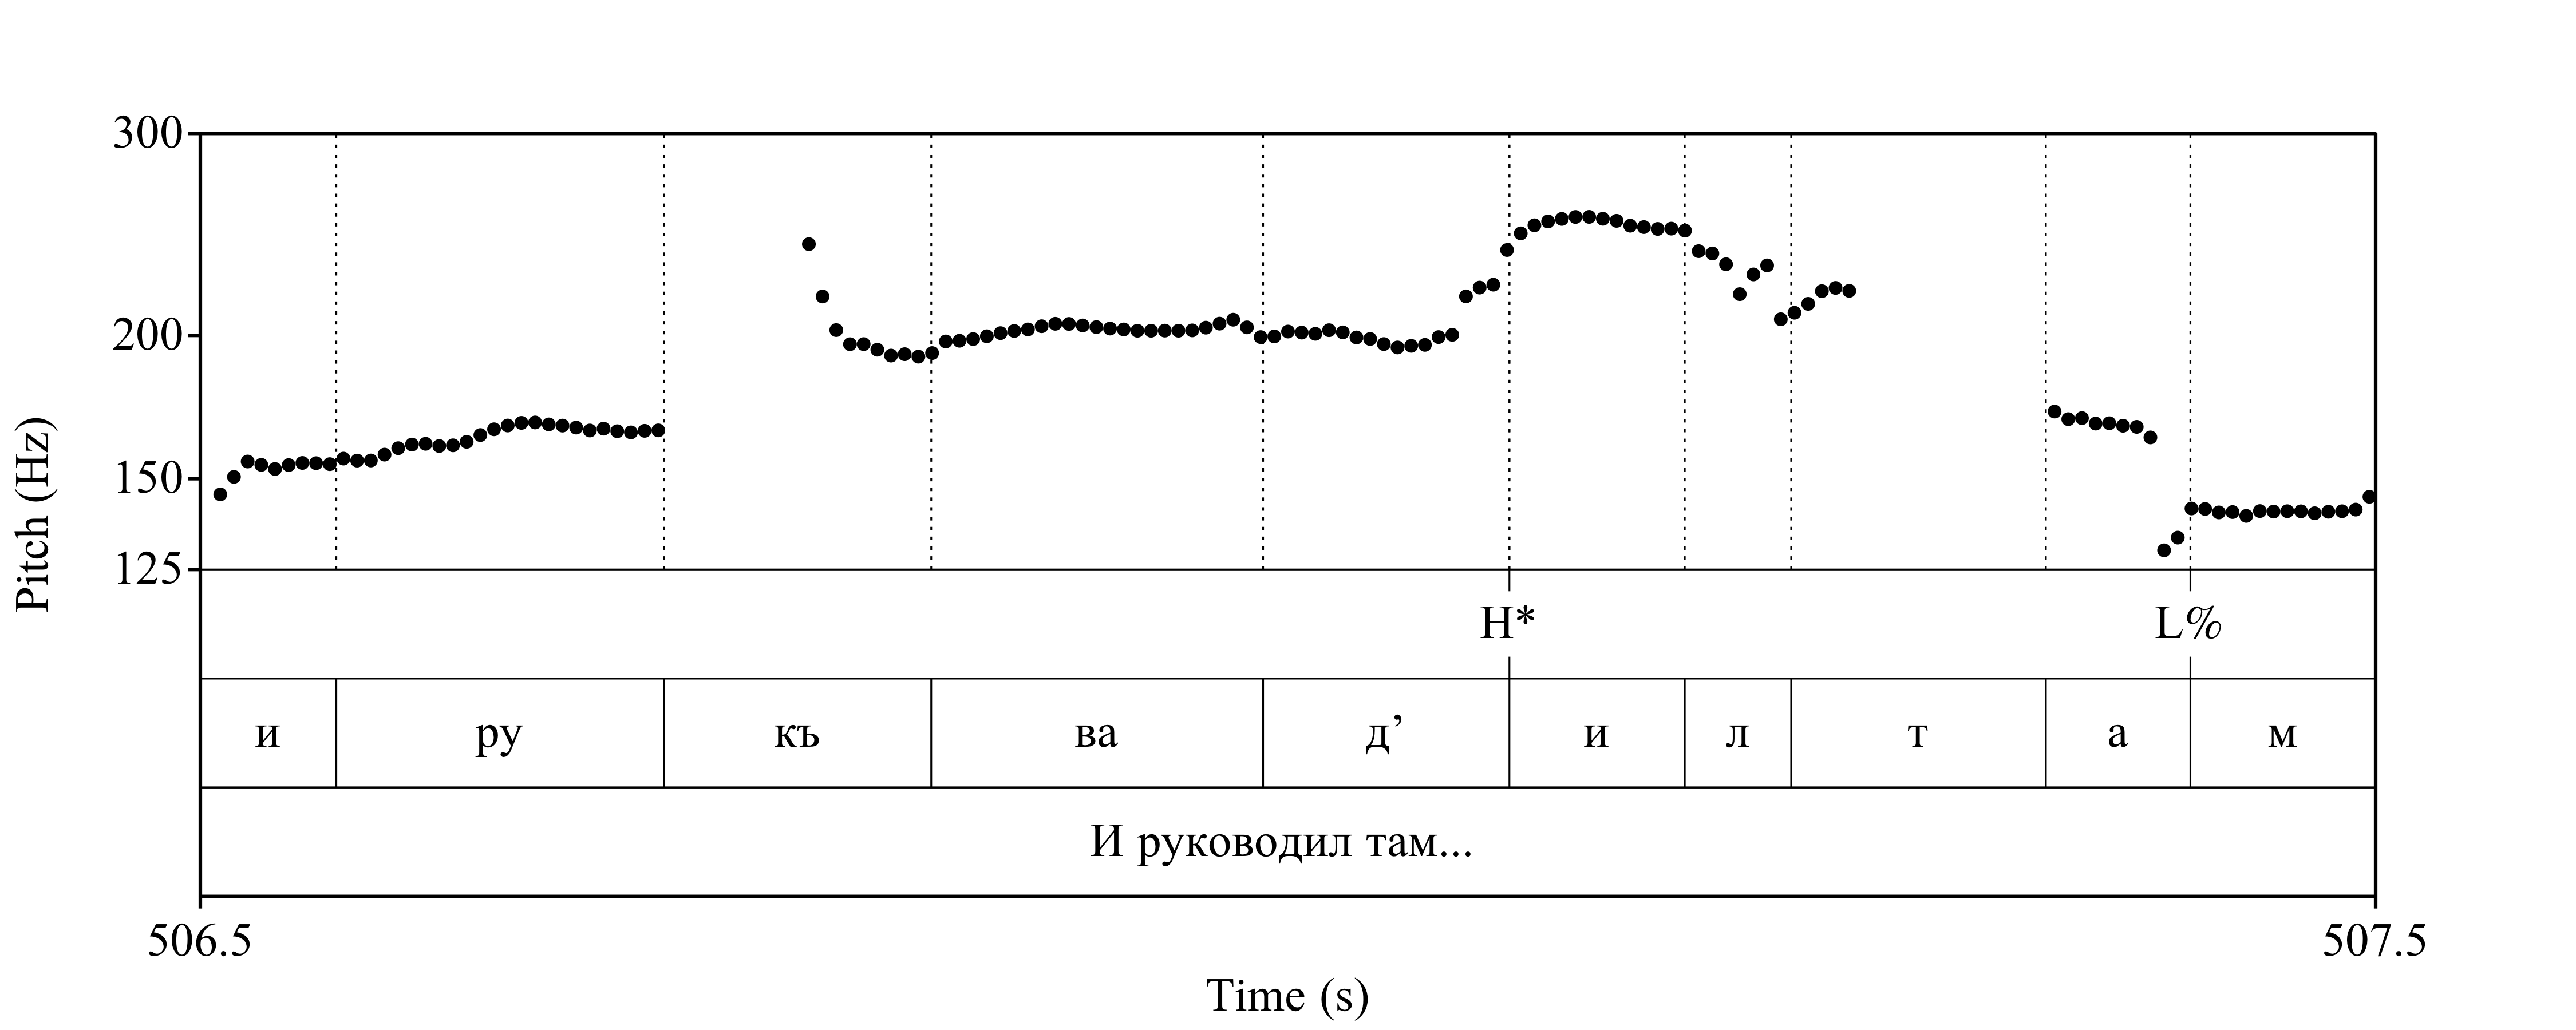 300
200
150
125
Pitch (Hz)
H* L%
и ру къ ва д’ и л т а м
И руководил там...
506.5 507.5
Time (s)